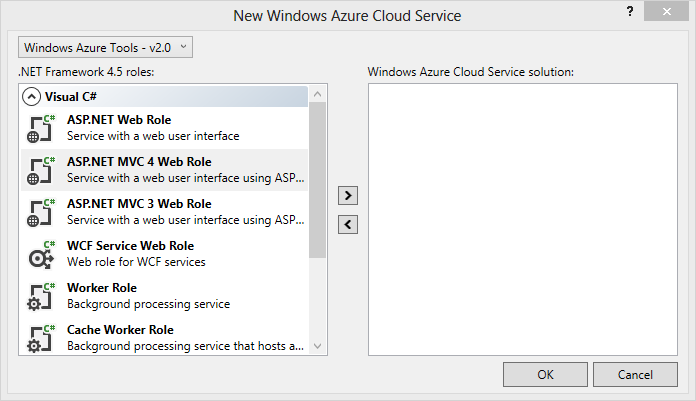 New Windows Azure Cloud Service
?
Windows Azure Tools - v2.0
.NET Framework 4.5 roles:
Windows Azure Cloud Service solution:
Visual C#
C#
ASP.NET Web Role
Service with a web user interface
C#
ASP.NET MVC 4 Web Role
Service with a web user interface using ASP...
C#
ASP.NET MVC 3 Web Role
Service with a web user interface using ASP...
C#
WCF Service Web Role
Web role for WCF services
C#
Worker Role
Background processing service
C#
Cache Worker Role
Background processing service that hosts a...
>
<
OK
Cancel